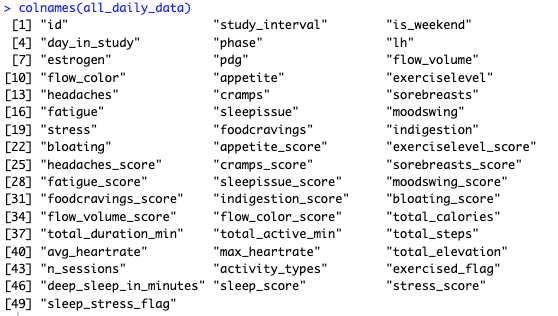 > colnames(all_daily_data)
[1] "id" "study_interval" "is_weekend"
[4] "day_in_study" "phase" "lh"
[7] "estrogen" "pdg" "flow_volume"
[10] "flow_color" "appetite" "exerciselevel"
[13] "headaches" "cramps" "sorebreasts"
[16] "fatigue" "sleepissue" "moodswing"
[19] "stress" "foodcravings" "indigestion"
[22] "bloating" "appetite_score" "exerciselevel_score"
[25] "headaches_score" "cramps_score" "sorebreasts_score"
[28] "fatigue_score" "sleepissue_score" "moodswing_score"
[31] "foodcravings_score" "indigestion_score" "bloating_score"
[34] "flow_volume_score" "flow_color_score" "total_calories"
[37] "total_duration_min" "total_active_min" "total_steps"
[40] "avg_heartrate" "max_heartrate" "total_elevation"
[43] "n_sessions" "activity_types" "exercised_flag"
[46] "deep_sleep_in_minutes" "sleep_score" "stress_score"
[49] "sleep_stress_flag"